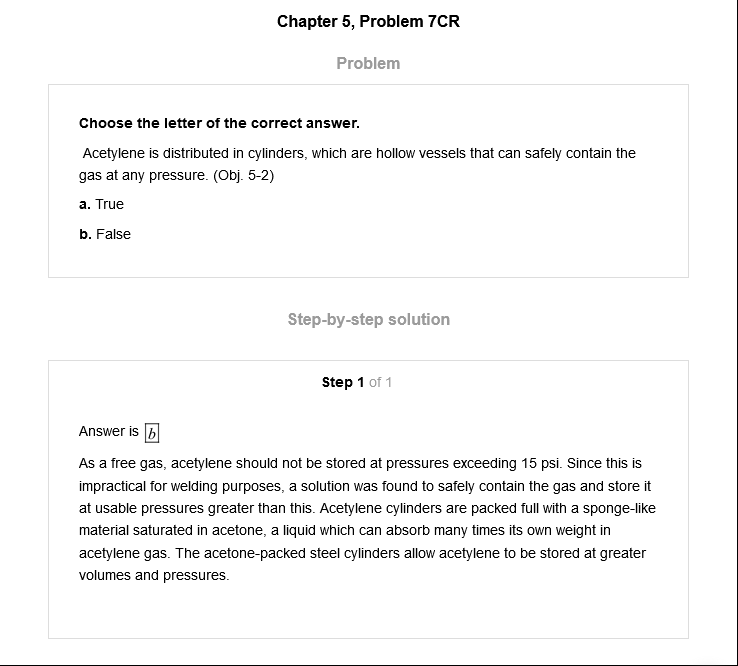 Chapter 5, Problem 7CR
Problem
Choose the letter of the correct answer.
Acetylene is distributed in cylinders, which are hollow vessels that can safely contain the
gas at any pressure. (Obj. 5-2)
a. True
b. False
Step-by-step solution
Step 1 of 1
Answer is b
As a free gas, acetylene should not be stored at pressures exceeding 15 psi. Since this is
impractical for welding purposes, a solution was found to safely contain the gas and store it
at usable pressures greater than this. Acetylene cylinders are packed full with a sponge-like
material saturated in acetone, a liquid which can absorb many times its own weight in
acetylene gas. The acetone-packed steel cylinders allow acetylene to be stored at greater
volumes and pressures.